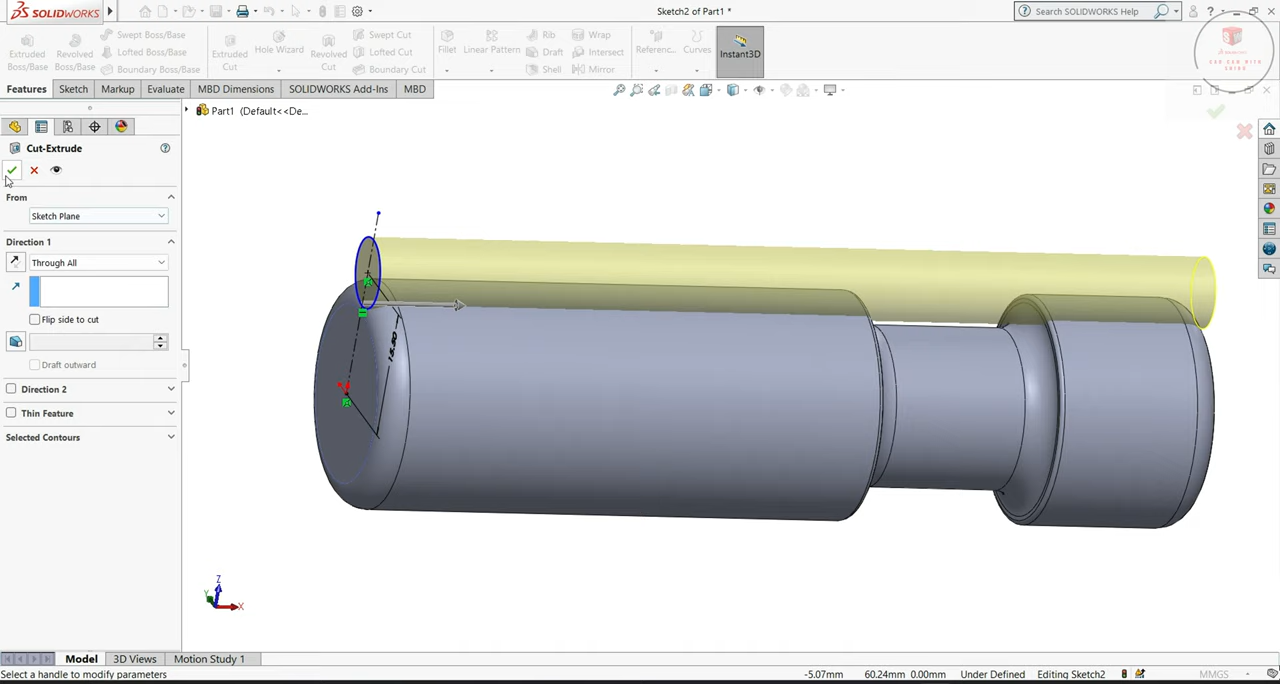 SOLIDWORKS
Sketch2 of Part1 *
Search SOLIDWORKS Help
Extruded Boss/Base
Revolved Boss/Base
Swept Boss/Base
Lofted Boss/Base
Boundary Boss/Base
Extruded Cut
Hole Wizard
Revolved Cut
Swept Cut
Lofted Cut
Boundary Cut
Fillet
Linear Pattern
Rib
Draft
Shell
Wrap
Intersect
Mirror
Referenc...
Curves
Instant3D
CAD CAM WITH
Features
Sketch
Markup
Evaluate
MBD Dimensions
SOLIDWORKS Add-Ins
MBD
Part1 (Default<<De...
Cut-Extrude
From
Sketch Plane
Direction 1
Through All
Flip side to cut
Draft outward
Direction 2
Thin Feature
Selected Contours
Z
Y
X
Model
3D Views
Motion Study 1
Select a handle to modify parameters
-5.07mm
60.24mm
0.00mm
Under Defined
Editing Sketch2
MMGS